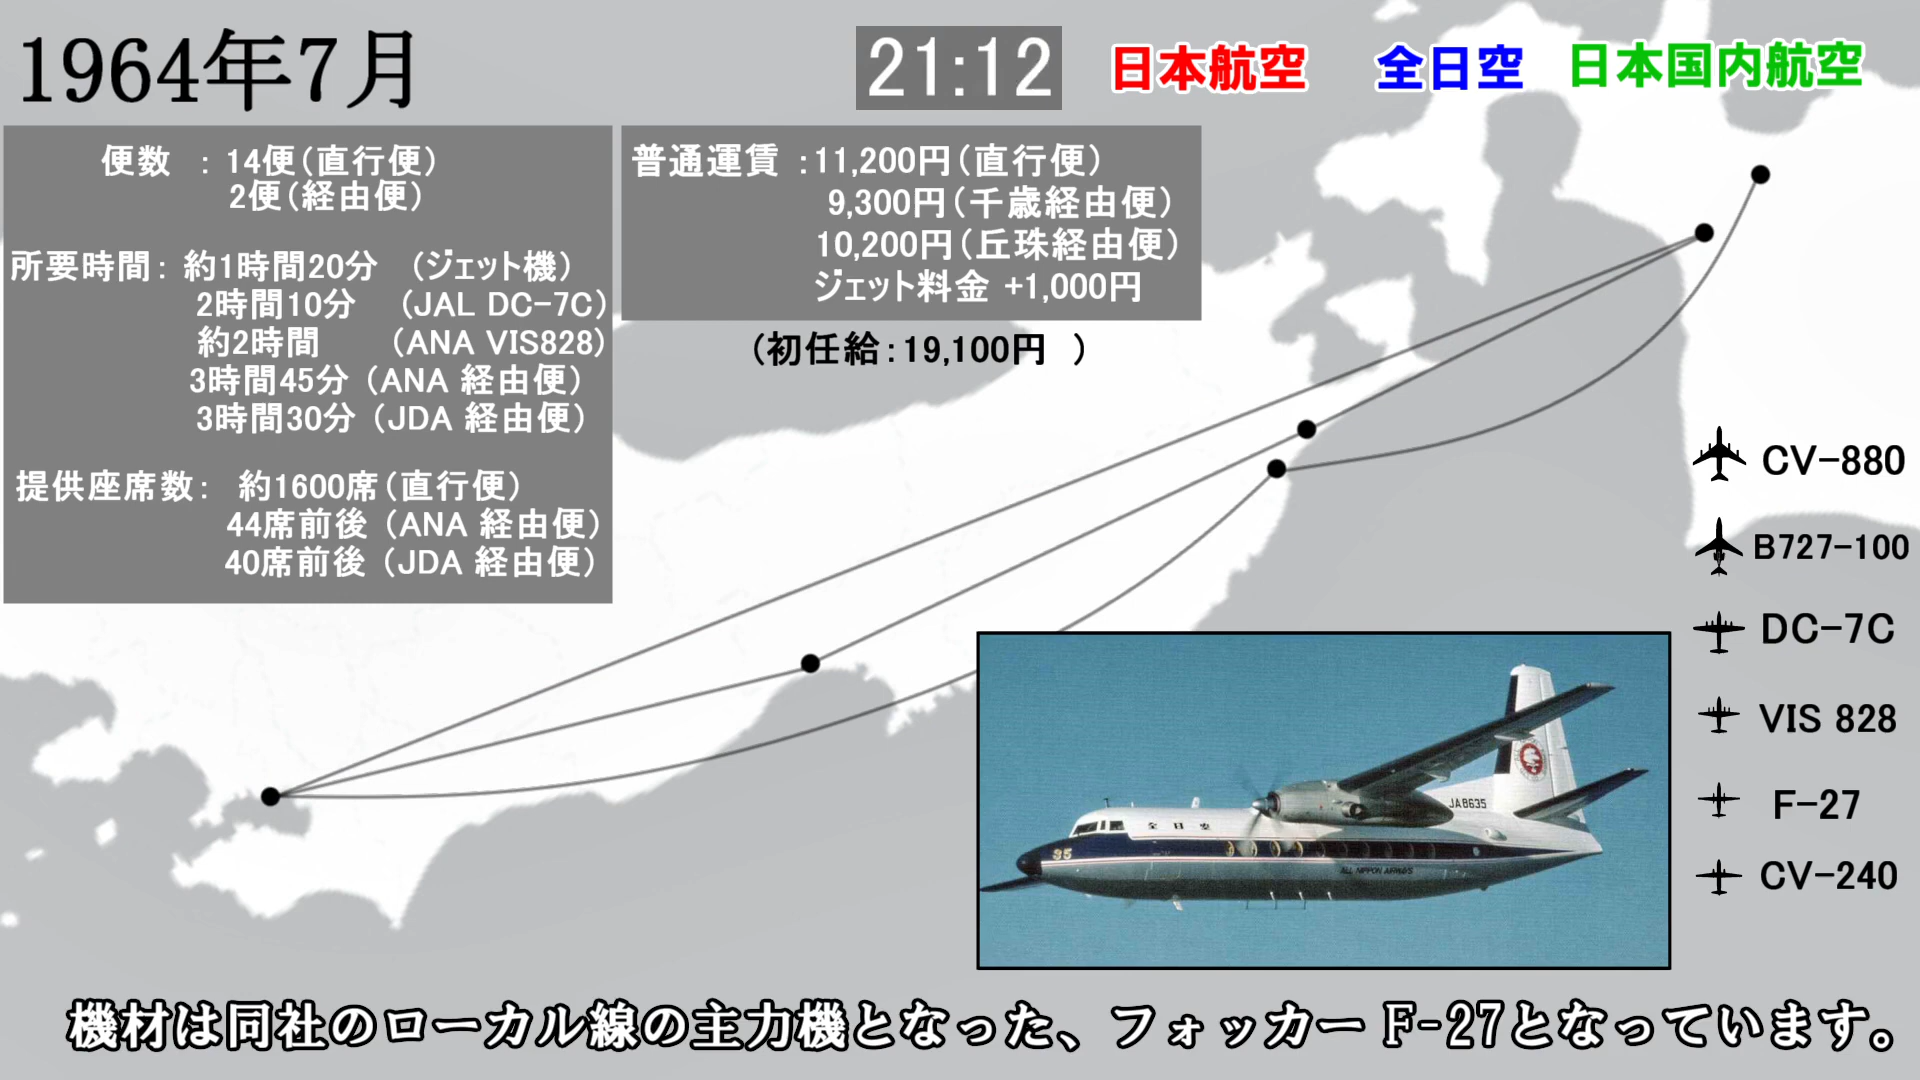 1964年7月
21:12
日本航空
全日空
日本国内航空
便数 : 14便(直行便)
2便(経由便)
所要時間: 約1時間20分 (ジェット機)
2時間10分 (JAL DC-7C)
約2時間 (ANA VIS828)
3時間45分 (ANA 経由便)
3時間30分 (JDA 経由便)
提供座席数: 約1600席(直行便)
44席前後 (ANA 経由便)
40席前後 (JDA 経由便)
普通運賃 :11,200円(直行便)
9,300円(千歳経由便)
10,200円(丘珠経由便)
ジェット料金 +1,000円
(初任給:19,100円 )
CV-880
B727-100
DC-7C
VIS 828
F-27
CV-240
JA8635
全日空
35
ALL NIPPON AIRWAYS
機材は同社のローカル線の主力機となった、フォッカー F-27となっています。